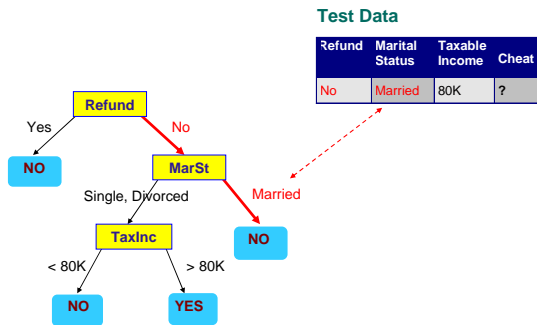 Test Data
Refund Marital Status Taxable Income Cheat
No Married 80K ?
Refund
Yes No
NO MarSt
Single, Divorced Married
TaxInc NO
< 80K > 80K
NO YES